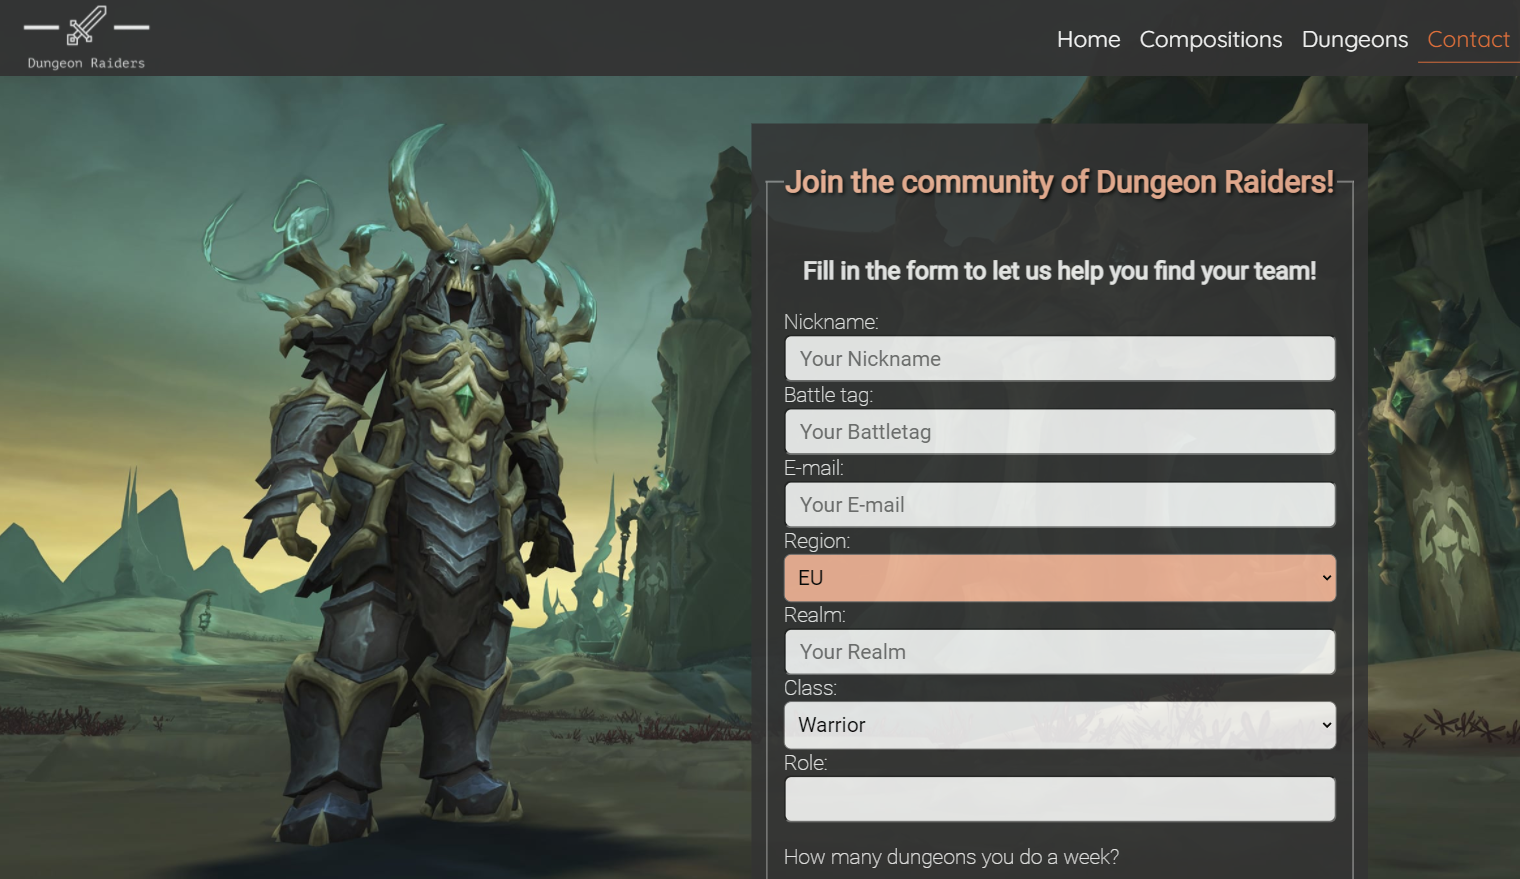 Dungeon Raiders
Home Compositions Dungeons Contact
Join the community of Dungeon Raiders!
Fill in the form to let us help you find your team!
Nickname:
Your Nickname
Battle tag:
Your Battletag
E-mail:
Your E-mail
Region:
EU
Realm:
Your Realm
Class:
Warrior
Role:
How many dungeons you do a week?